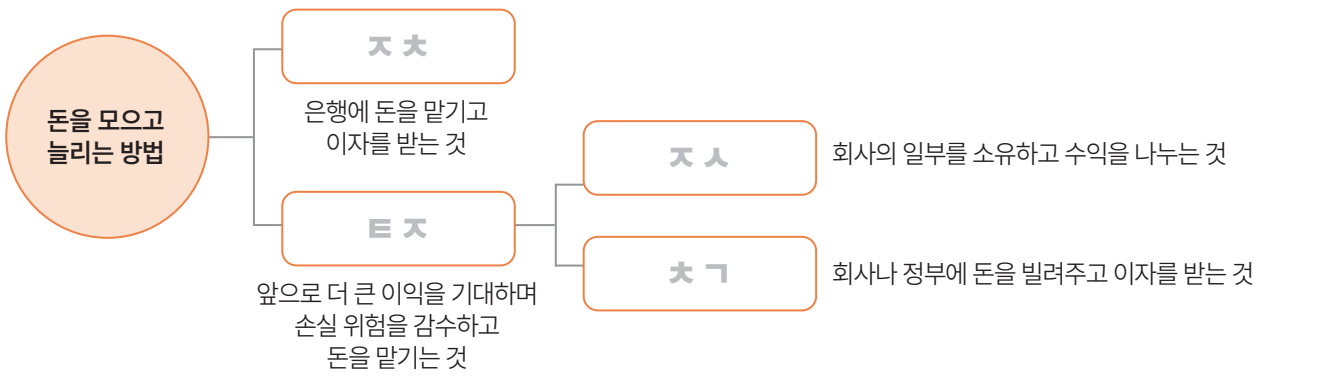 돈을 모으고
늘리는 방법
ㅈ ㅊ
은행에 돈을 맡기고
이자를 받는 것
ㅌ ㅈ
앞으로 더 큰 이익을 기대하며
손실 위험을 감수하고
돈을 맡기는 것
ㅈ ㅅ
회사의 일부를 소유하고 수익을 나누는 것
ㅊ ㄱ
회사나 정부에 돈을 빌려주고 이자를 받는 것